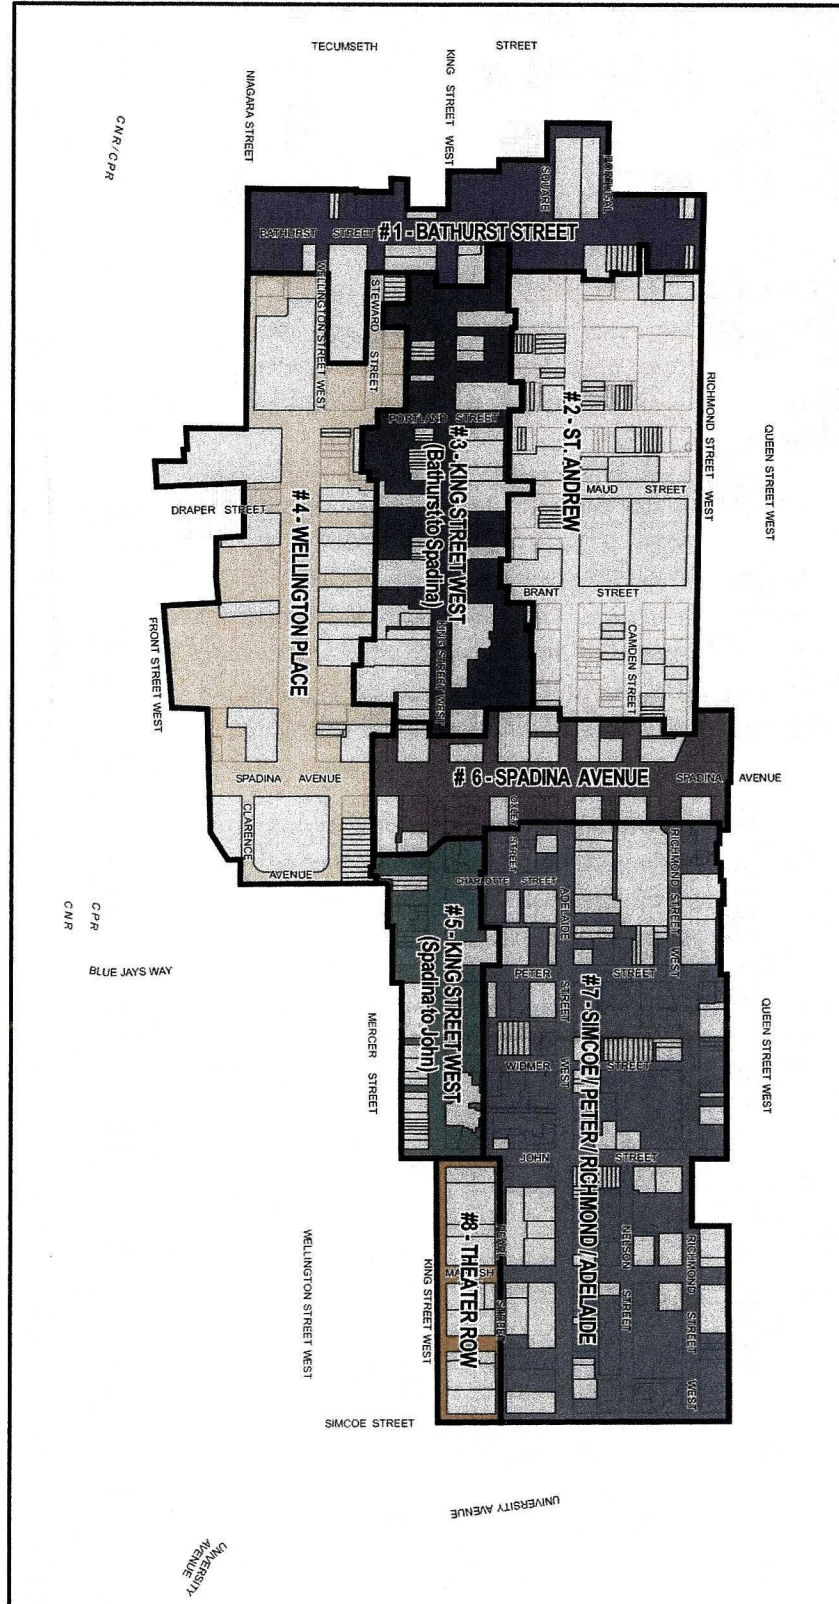 TECUMSETH STREET
KING STREET WEST
NIAGARA STREET
CNR/CPR
PORTUGAL
SQUARE
BATHURST STREET
#1 - BATHURST STREET
WELLINGTON STREET WEST
STEWARD STREET
#2 - ST. ANDREW
RICHMOND STREET WEST
QUEEN STREET WEST
PORTLAND STREET
#3 - KING STREET WEST
(Bathurst to Spadina)
#4 - WELLINGTON PLACE
MAUD STREET
DRAPER STREET
BRANT STREET
CAMDEN STREET
KING STREET WEST
FRONT STREET WEST
SPADINA AVENUE
# 6 - SPADINA AVENUE
SPADINA AVENUE
CLARENCE
AVENUE
OXLEY STREET
RICHMOND STREET WEST
CHARLOTTE STREET
ADELAIDE STREET WEST
CPR
CNR
BLUE JAYS WAY
#5 - KING STREET WEST
(Spadina to John)
PETER STREET
#7 - SIMCOE / PETER / RICHMOND / ADELAIDE
QUEEN STREET WEST
MERCER STREET
WIDMER STREET
JOHN STREET
NELSON STREET
RICHMOND STREET WEST
#8 - THEATER ROW
KING STREET WEST
WELLINGTON STREET WEST
SIMCOE STREET
UNIVERSITY AVENUE
UNIVERSITY
AVENUE